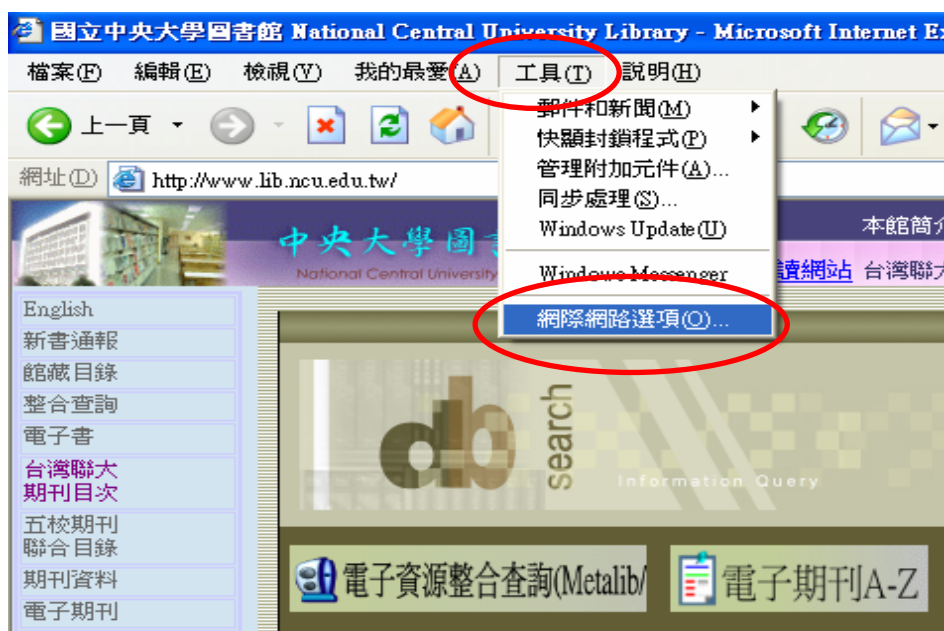 國立中央大學圖書館 National Central University Library - Microsoft Internet Ex
檔案(F) 編輯(E) 檢視(V) 我的最愛(A) 工具(T) 說明(H)
上一頁
郵件和新聞(M)
快顯封鎖程式(P)
管理附加元件(A)...
同步處理(S)...
Windows Update(U)
Windows Messenger
網際網路選項(O)...
網址(D) http://www.lib.ncu.edu.tw/
中央大學圖
National Central University
本館簡介
讀網站 台灣聯大
English
新書通報
館藏目錄
整合查詢
電子書
台灣聯大
期刊目次
五校期刊
聯合目錄
期刊資料
電子期刊
db
search
Information Query
電子資源整合查詢(Metalib/
電子期刊A-Z